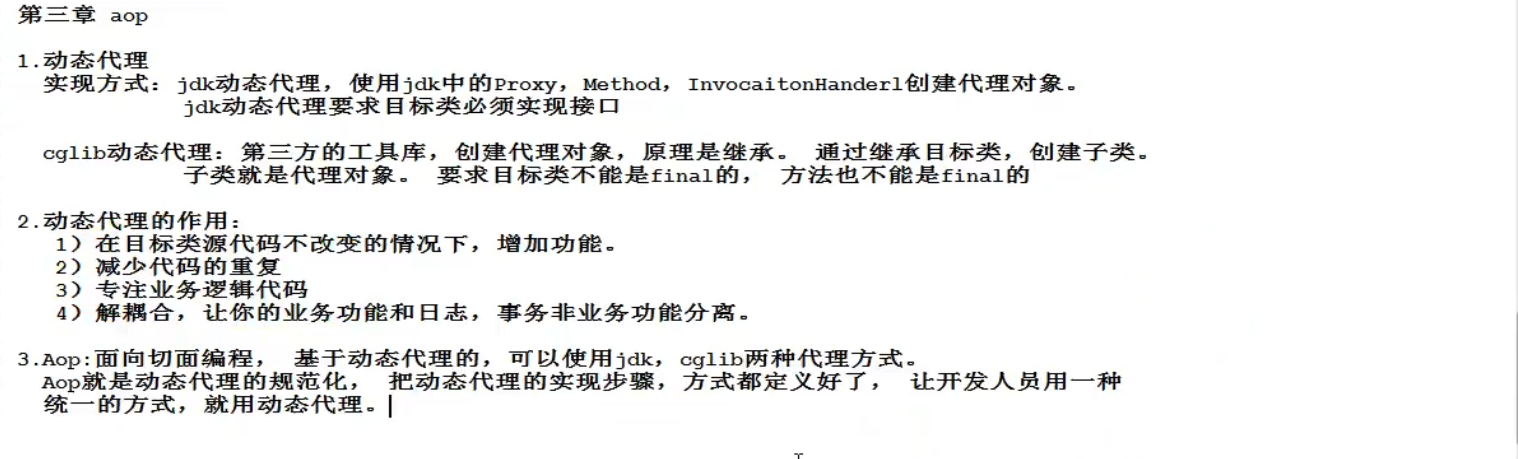 第三章 aop
1.动态代理
实现方式：jdk动态代理，使用jdk中的Proxy，Method，InvocaitonHanderl创建代理对象。
jdk动态代理要求目标类必须实现接口
cglib动态代理：第三方的工具库，创建代理对象，原理是继承。 通过继承目标类，创建子类。
子类就是代理对象。 要求目标类不能是final的， 方法也不能是final的
2.动态代理的作用：
1）在目标类源代码不改变的情况下，增加功能。
2）减少代码的重复
3）专注业务逻辑代码
4）解耦合，让你的业务功能和日志，事务非业务功能分离。
3.Aop:面向切面编程， 基于动态代理的，可以使用jdk，cglib两种代理方式。
Aop就是动态代理的规范化， 把动态代理的实现步骤，方式都定义好了， 让开发人员用一种
统一的方式，就用动态代理。